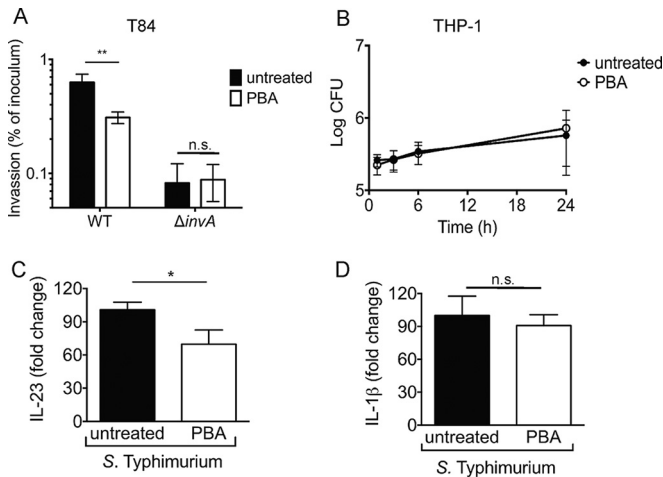 A
T84
Invassion (% of inoculum)
1
0.1
**
n.s.
untreated
PBA
WT
ΔinvA
B
THP-1
Log CFU
7
6
5
untreated
PBA
0 6 12 18 24
Time (h)
C
IL-23 (fold change)
120
90
60
30
0
*
untreated PBA
S. Typhimurium
D
IL-1β (fold change)
120
90
60
30
0
n.s.
untreated PBA
S. Typhimurium